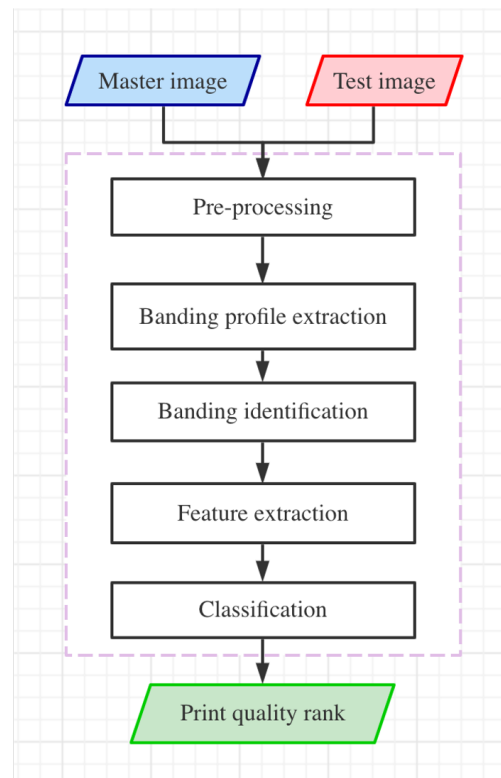 Master image
Test image
Pre-processing
Banding profile extraction
Banding identification
Feature extraction
Classification
Print quality rank